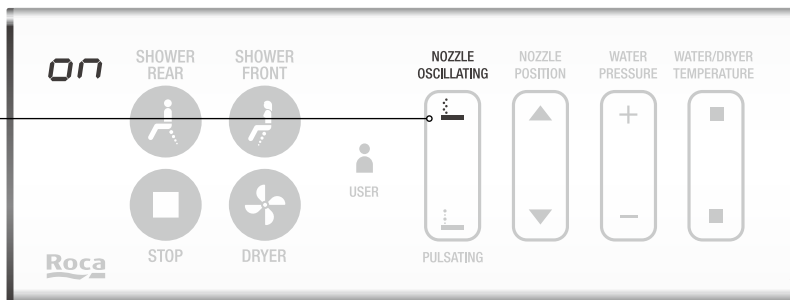 on
SHOWER
REAR
SHOWER
FRONT
NOZZLE
OSCILLATING
NOZZLE
POSITION
WATER
PRESSURE
WATER/DRYER
TEMPERATURE
USER
STOP
DRYER
PULSATING
Roca